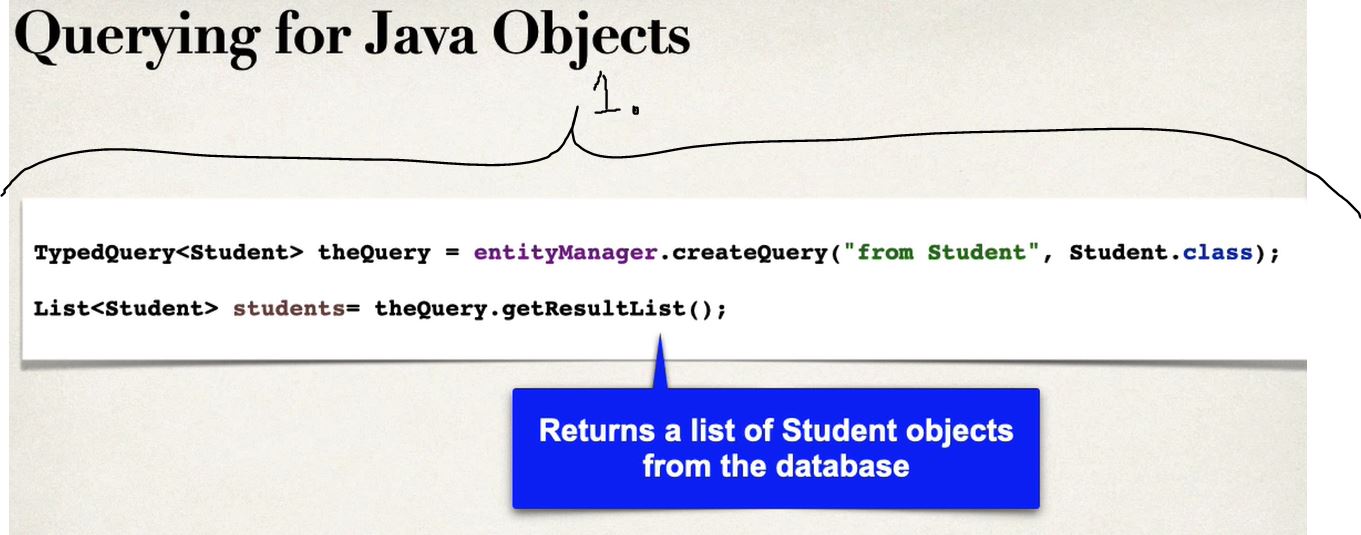 Querying for Java Objects
1.
TypedQuery<Student> theQuery = entityManager.createQuery("from Student", Student.class);
List<Student> students= theQuery.getResultList();
Returns a list of Student objects
from the database